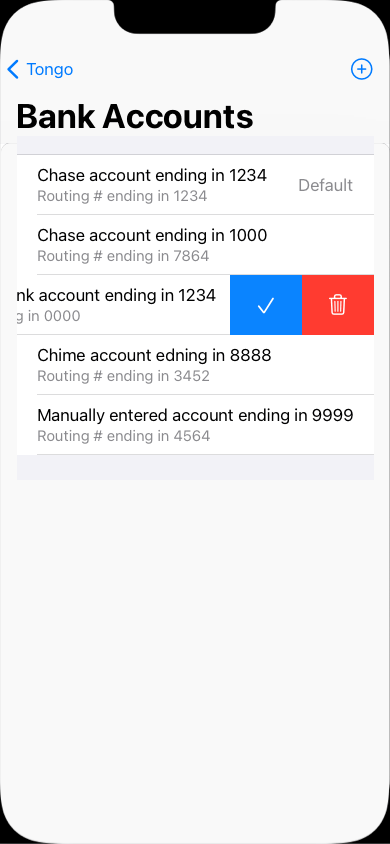 Tongo
Bank Accounts
Chase account ending in 1234
Routing # ending in 1234
Default
Chase account ending in 1000
Routing # ending in 7864
nk account ending in 1234
g in 0000
Chime account edning in 8888
Routing # ending in 3452
Manually entered account ending in 9999
Routing # ending in 4564